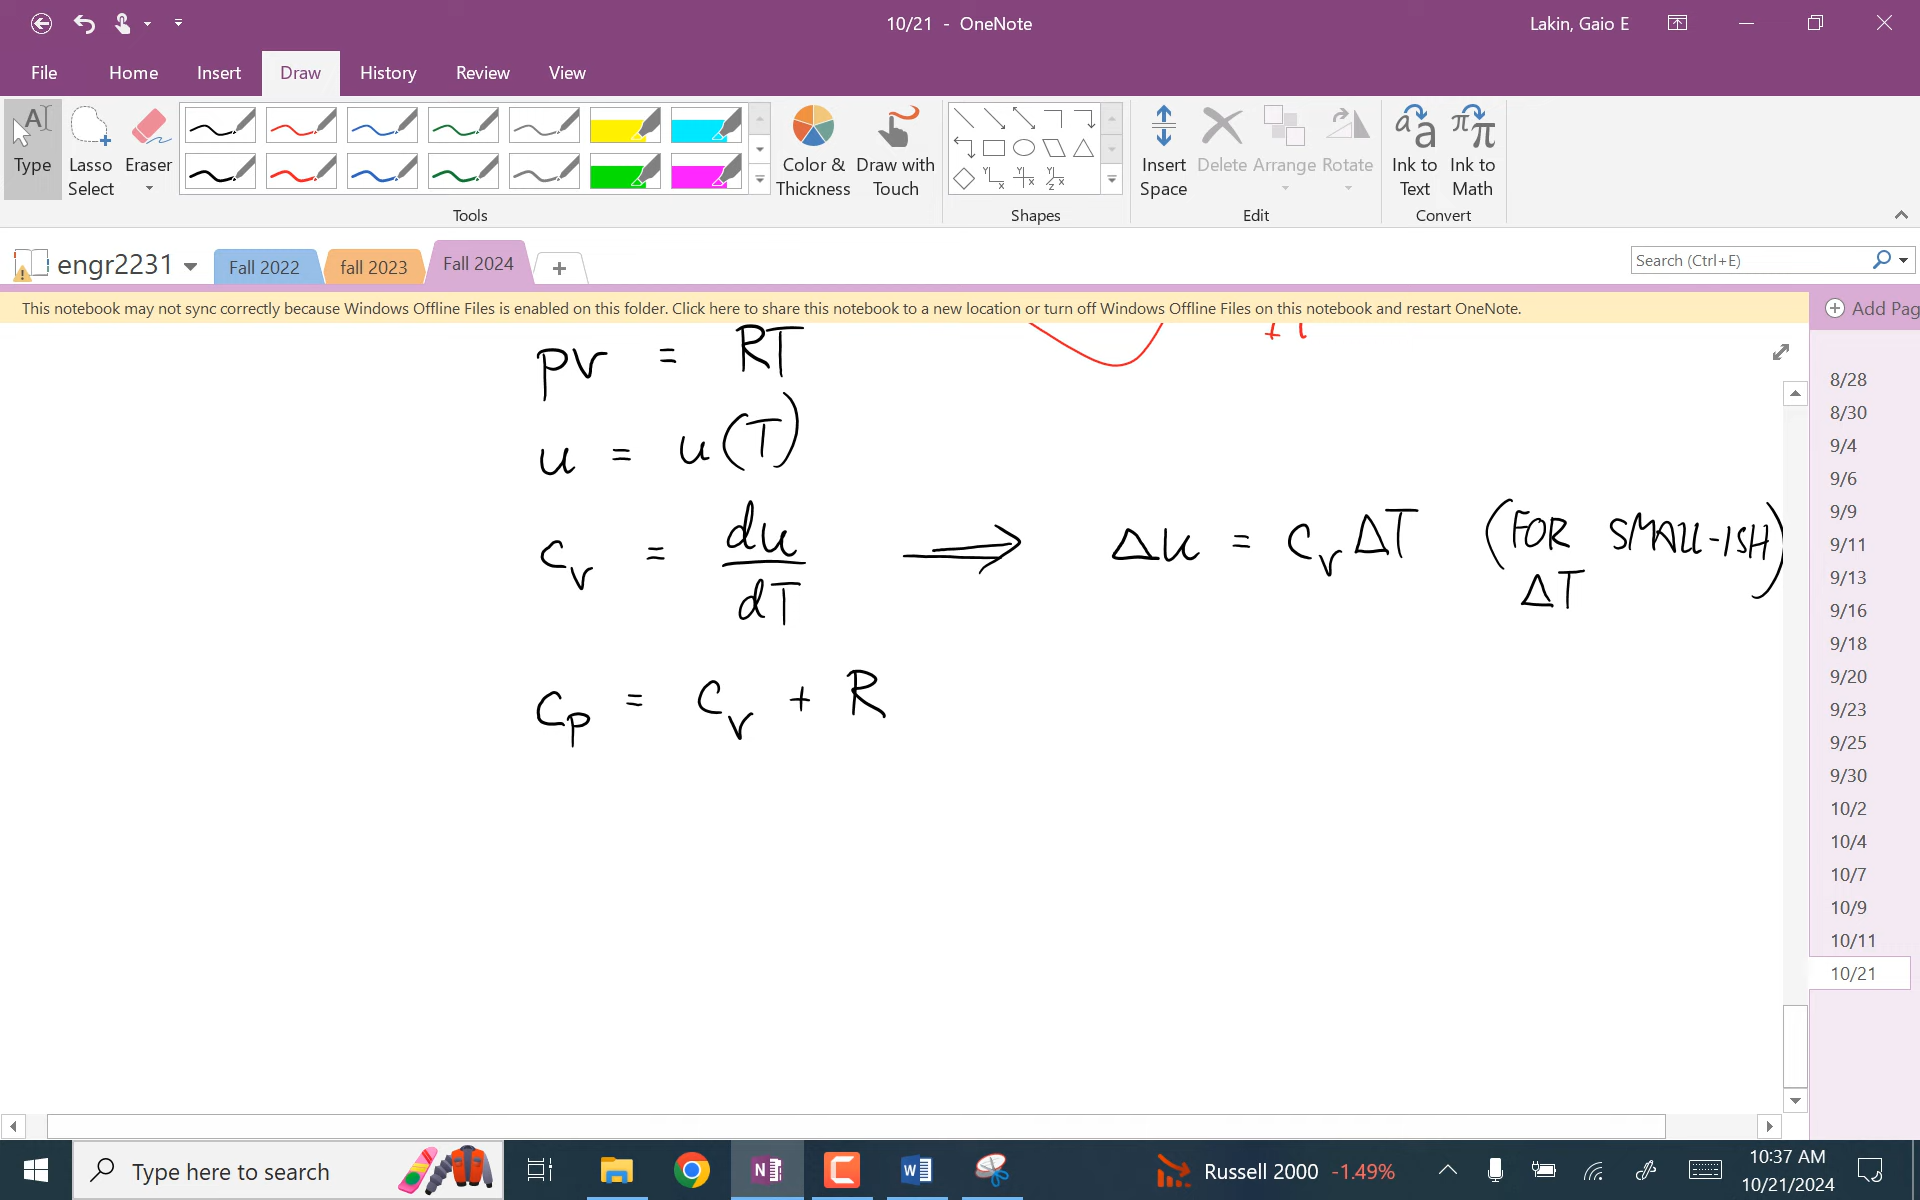 10/21 - OneNote
Lakin, Gaio E
File Home Insert Draw History Review View
Type
Lasso Select
Eraser
Color & Thickness
Draw with Touch
Insert Space
Delete
Arrange
Rotate
Ink to Text
Ink to Math
Tools
Shapes
Edit
Convert
engr2231
Fall 2022
fall 2023
Fall 2024
Search (Ctrl+E)
This notebook may not sync correctly because Windows Offline Files is enabled on this folder. Click here to share this notebook to a new location or turn off Windows Offline Files on this notebook and restart OneNote.
Add Pag
pv = RT
u = u(T)
c_v = du/dT ⟹ Δu = c_v ΔT (FOR SMALL-ISH ΔT)
c_p = c_v + R
8/28
8/30
9/4
9/6
9/9
9/11
9/13
9/16
9/18
9/20
9/23
9/25
9/30
10/2
10/4
10/7
10/9
10/11
10/21
Type here to search
Russell 2000 -1.49%
10:37 AM
10/21/2024